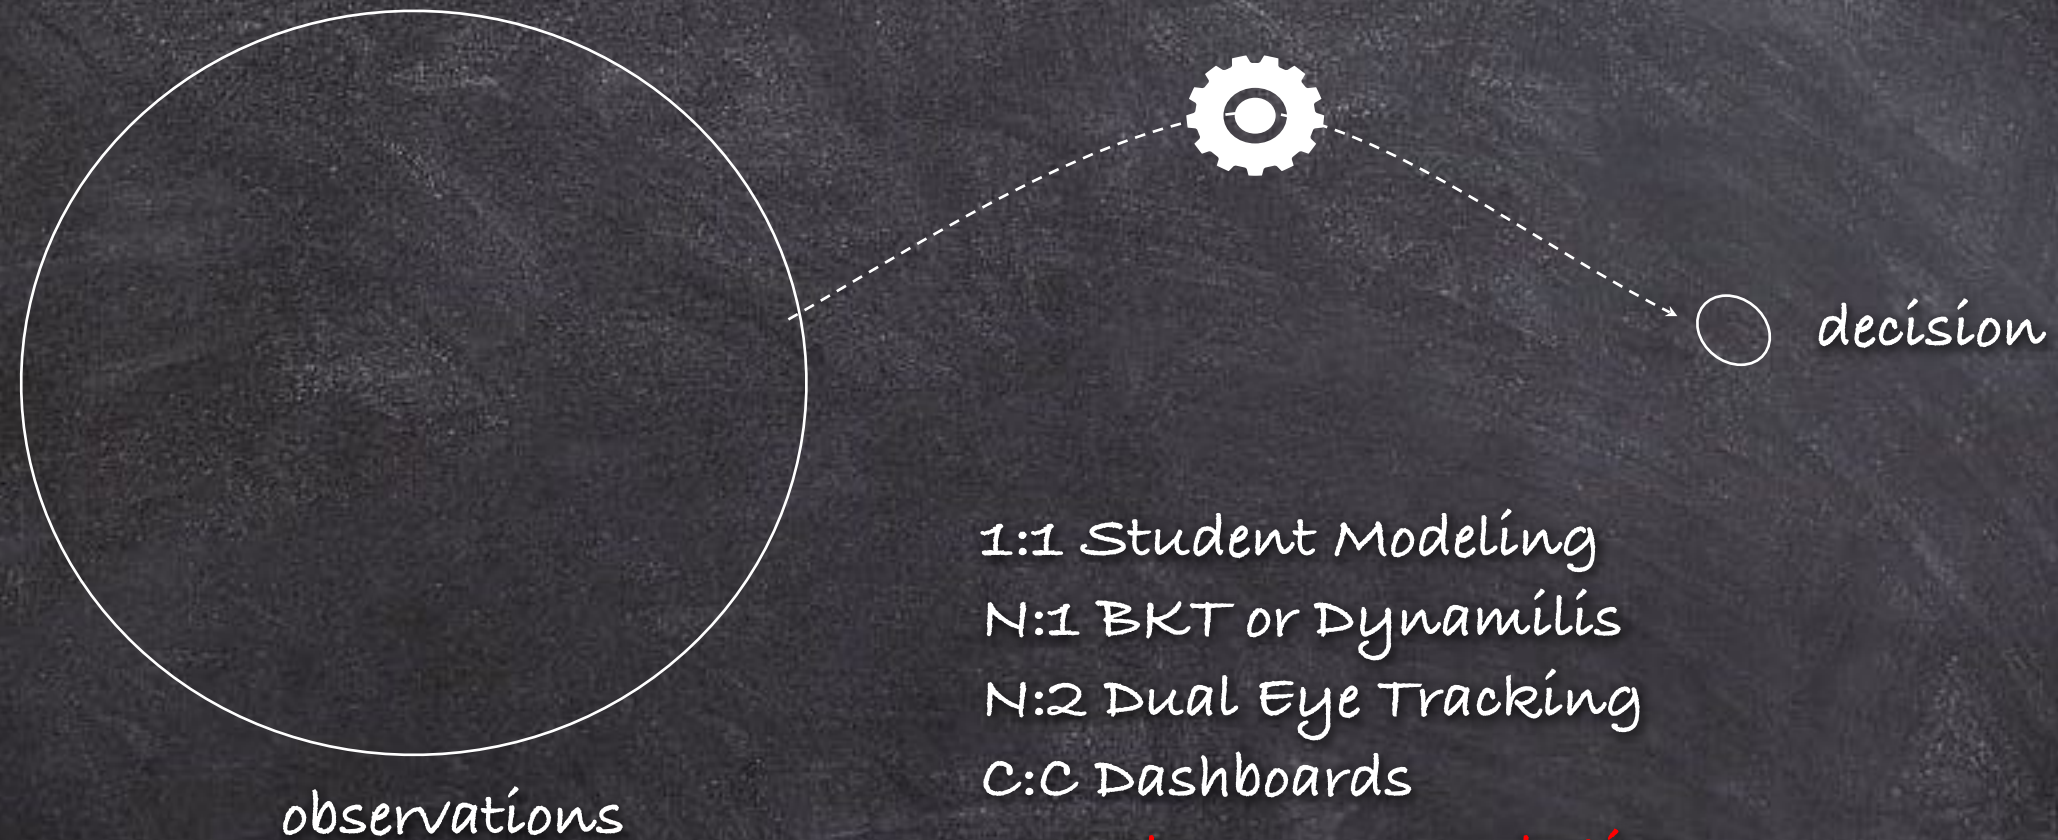 decision
1:1 Student Modeling
N:1 BKT or Dynamilis
N:2 Dual Eye Tracking
C:C Dashboards
observations